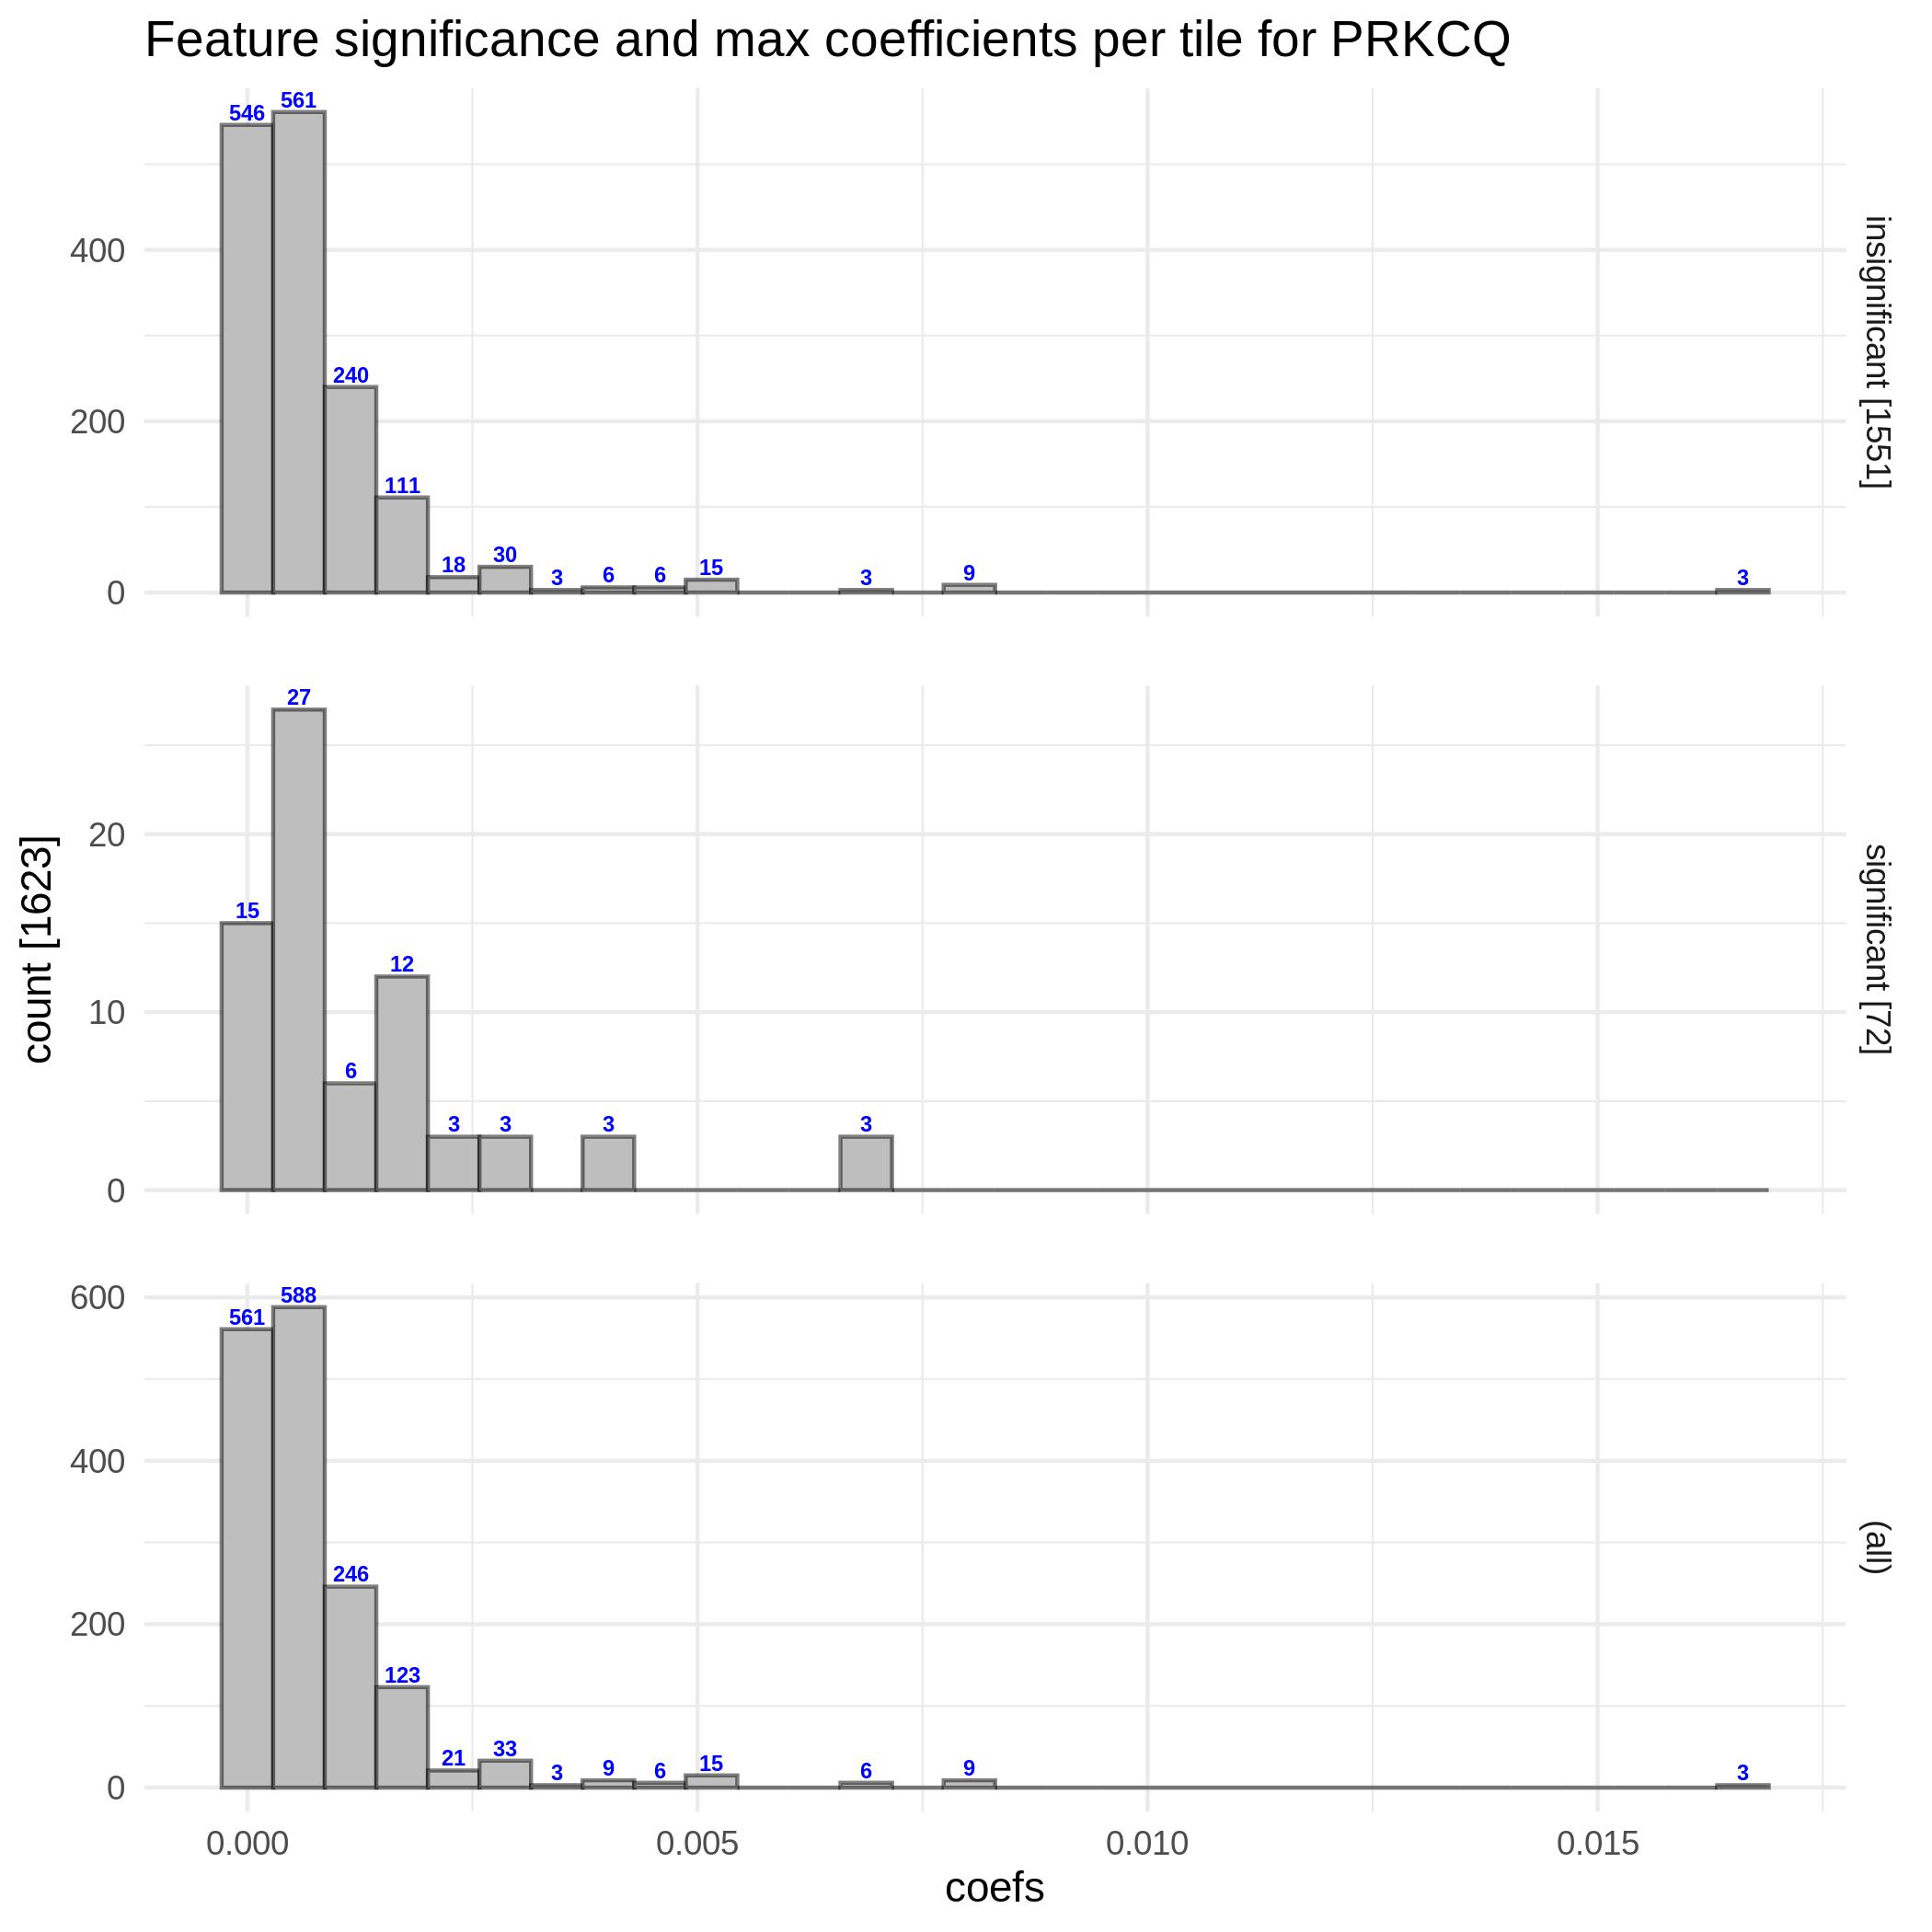 Feature significance and max coefficients per tile for PRKCQ
546 561 240 111 18 30 3 6 6 15 3 9 3
400
200
0
insignificant [1551]
15 27 6 12 3 3 3 3
20
10
0
significant [72]
count [1623]
561 588 246 123 21 33 3 9 6 15 6 9 3
600
400
200
0
(all)
0.000 0.005 0.010 0.015
coefs